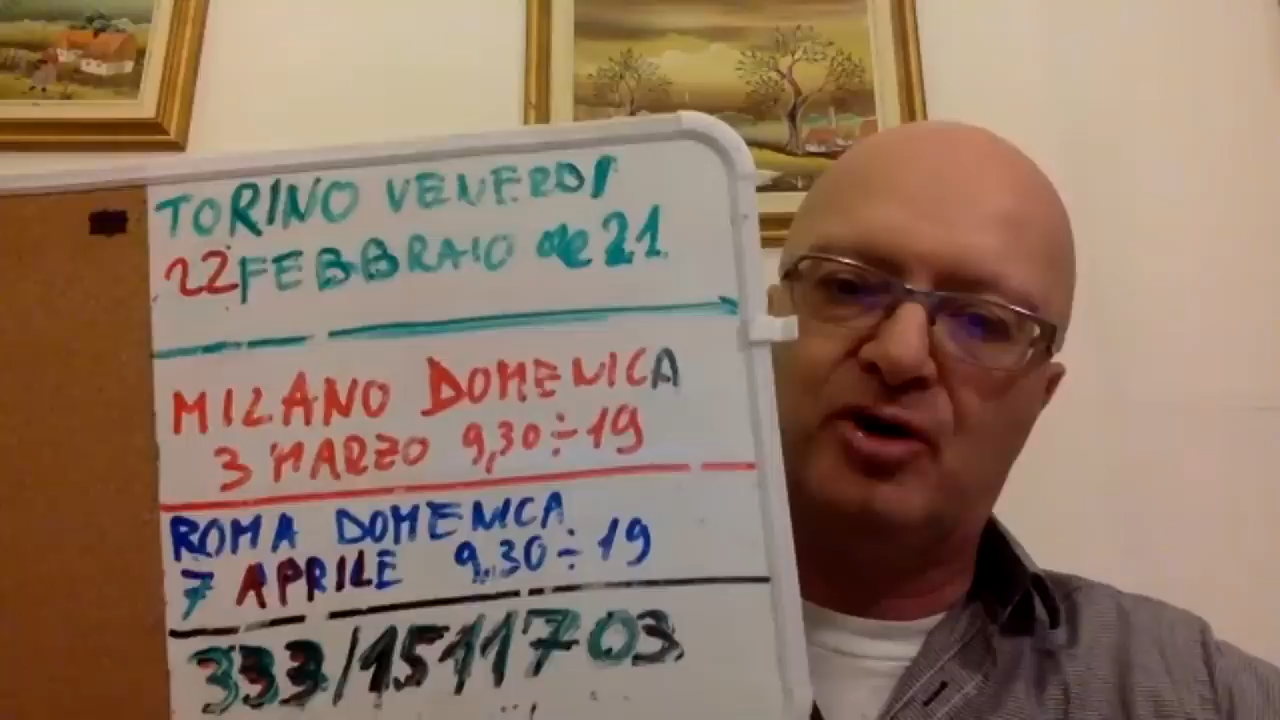 TORINO VENERDI
22 FEBBRAIO ore 21
MILANO DOMENICA
3 MARZO 9,30÷19
ROMA DOMENICA
7 APRILE 9,30÷19
333/1511703